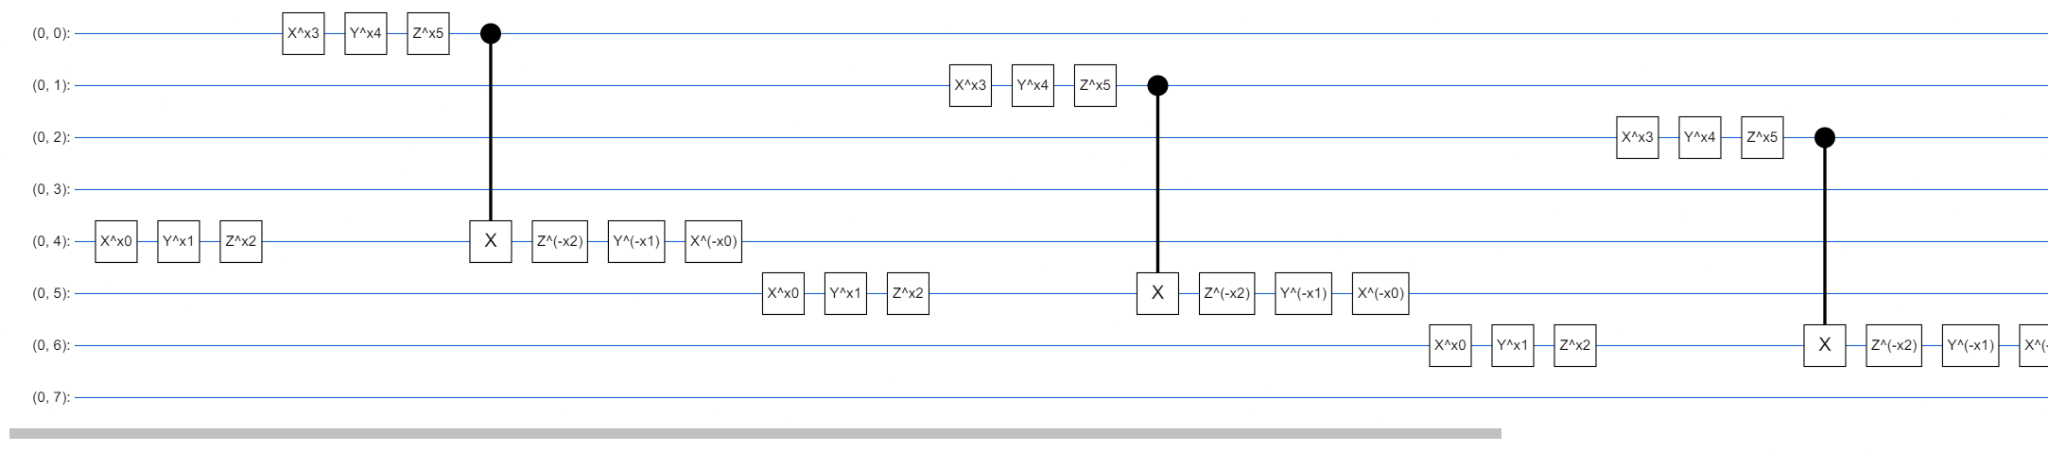 (0, 0): X^x3 Y^x4 Z^x5
(0, 1): X^x3 Y^x4 Z^x5
(0, 2): X^x3 Y^x4 Z^x5
(0, 3):
(0, 4): X^x0 Y^x1 Z^x2 X Z^(-x2) Y^(-x1) X^(-x0)
(0, 5): X^x0 Y^x1 Z^x2 X Z^(-x2) Y^(-x1) X^(-x0)
(0, 6): X^x0 Y^x1 Z^x2 X Z^(-x2) Y^(-x1) X^(-
(0, 7):